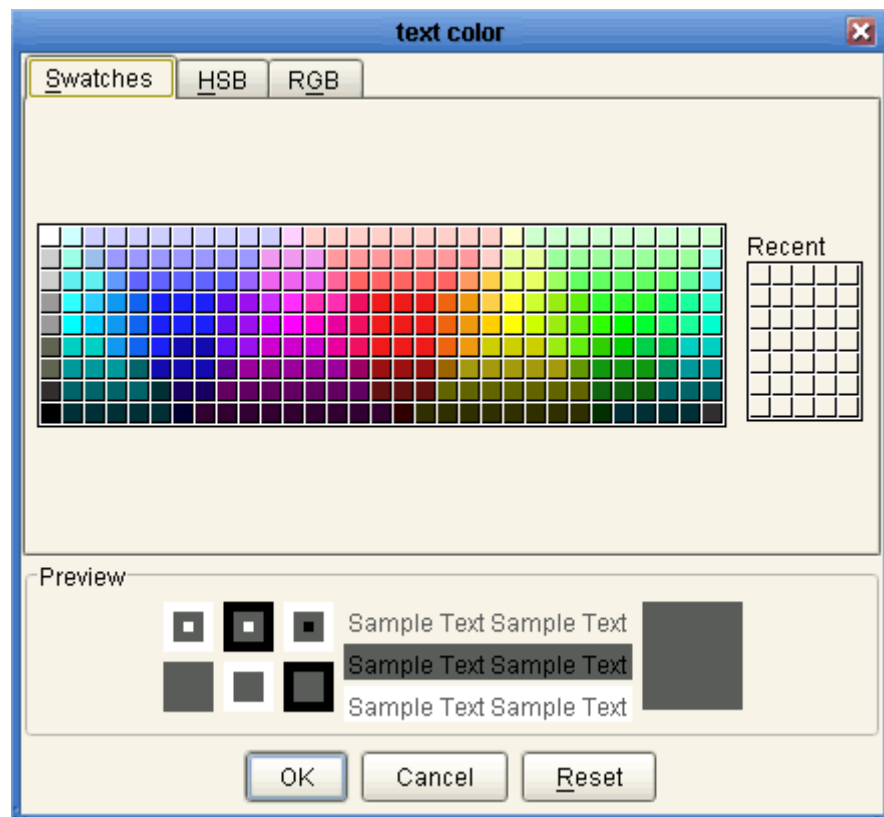 text color
Swatches HSB RGB
Recent
Preview
Sample Text Sample Text
Sample Text Sample Text
Sample Text Sample Text
OK Cancel Reset